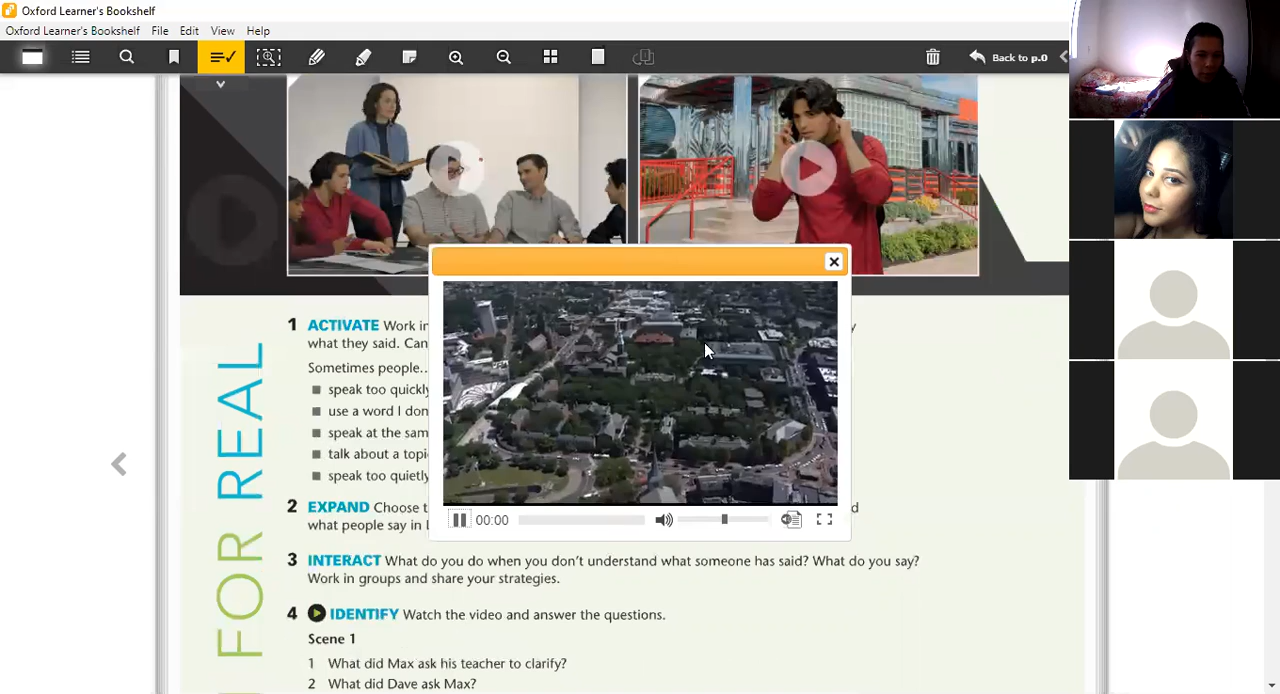 Oxford Learner's Bookshelf
Oxford Learner's Bookshelf File Edit View Help
Back to p.0
FOR REAL
1 ACTIVATE Work in
what they said. Can
Sometimes people...
speak too quickly
use a word I don
speak at the sam
talk about a topi
speak too quietly
2 EXPAND Choose t
what people say in
3 INTERACT What do you do when you don't understand what someone has said? What do you say?
Work in groups and share your strategies.
4 IDENTIFY Watch the video and answer the questions.
Scene 1
1 What did Max ask his teacher to clarify?
2 What did Dave ask Max?
00:00